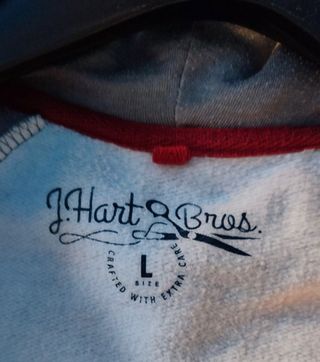 J.Hart & Bros.
L
SIZE
CRAFTED WITH EXTRA CARE